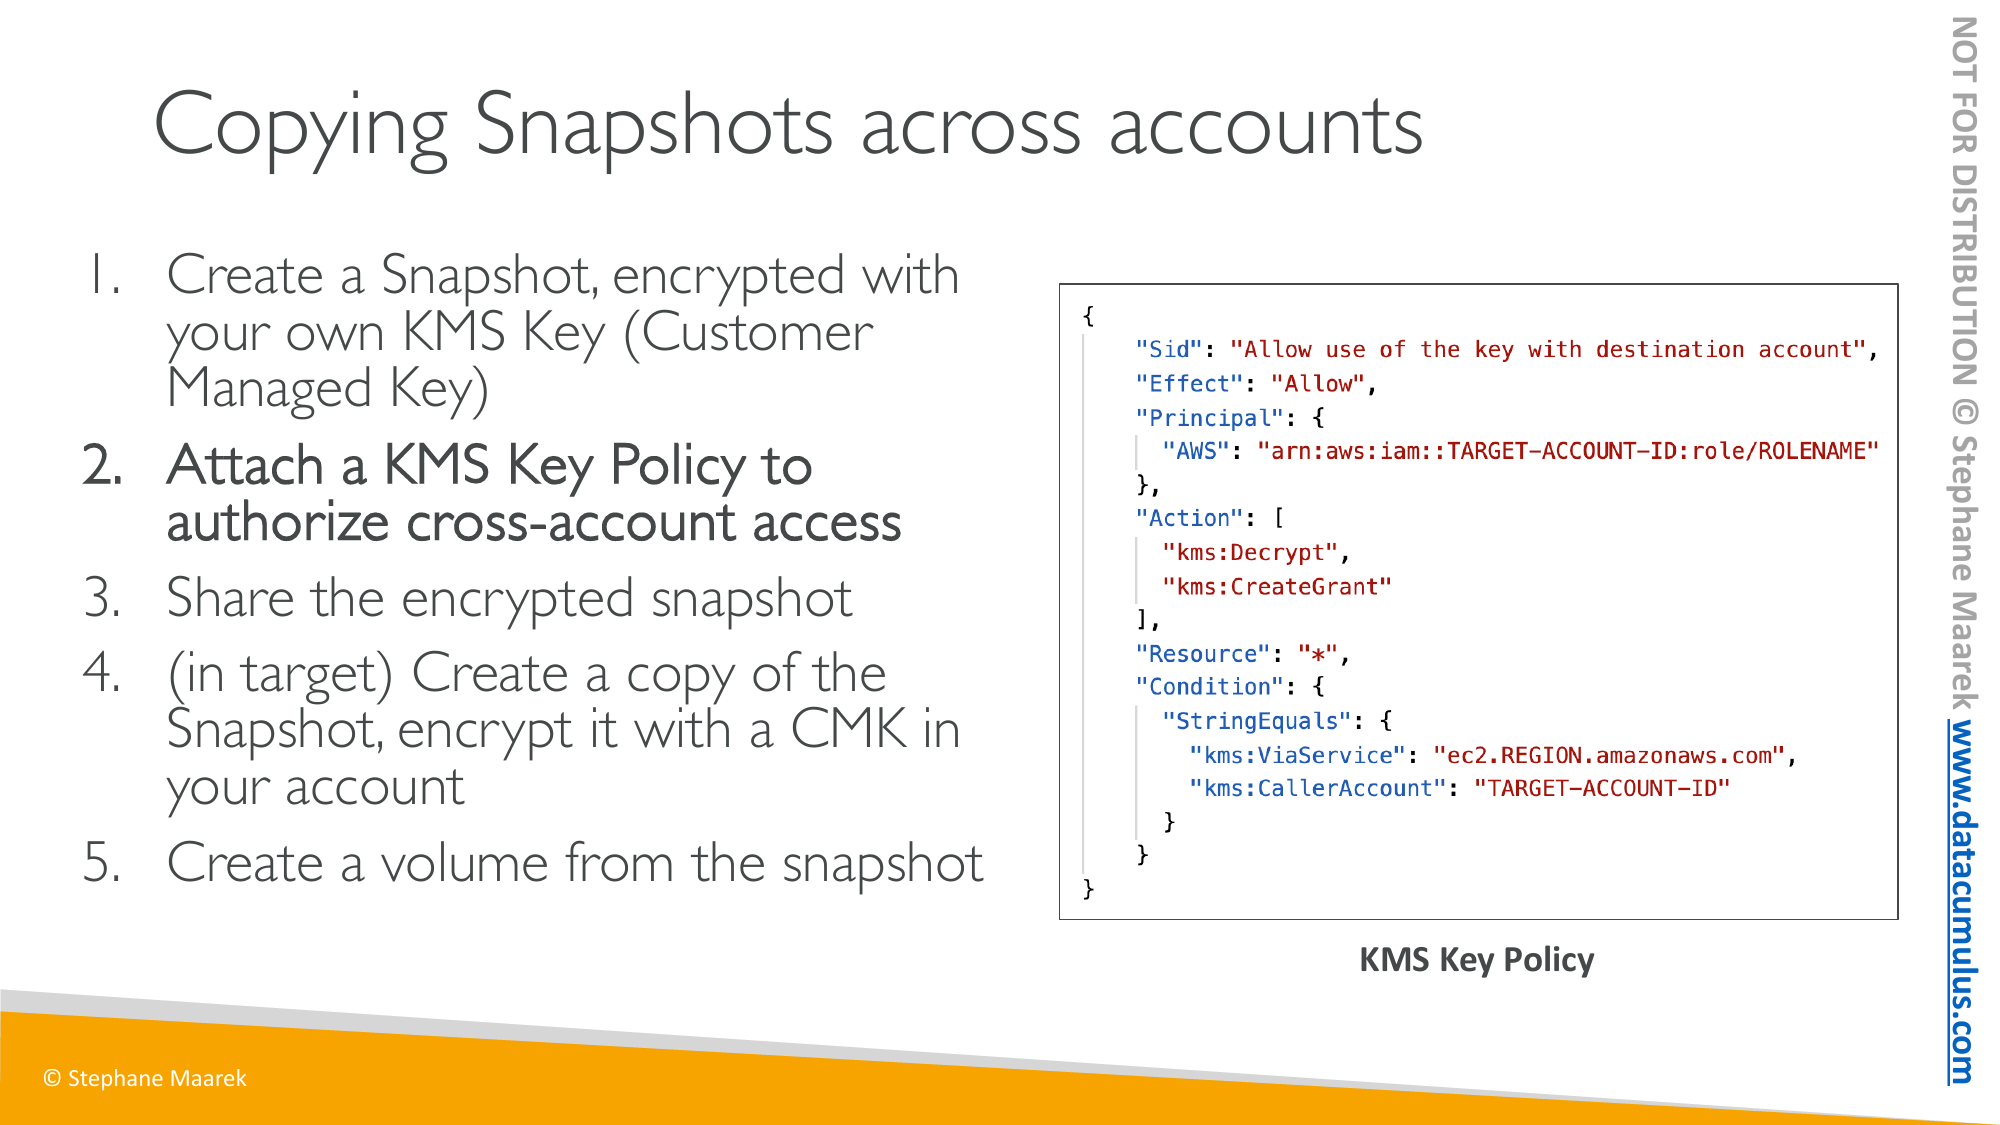 Copying Snapshots across accounts
1. Create a Snapshot, encrypted with
your own KMS Key (Customer
Managed Key)
2. Attach a KMS Key Policy to
authorize cross-account access
3. Share the encrypted snapshot
4. (in target) Create a copy of the
Snapshot, encrypt it with a CMK in
your account
5. Create a volume from the snapshot
{
    "Sid": "Allow use of the key with destination account",
    "Effect": "Allow",
    "Principal": {
      "AWS": "arn:aws:iam::TARGET-ACCOUNT-ID:role/ROLENAME"
    },
    "Action": [
      "kms:Decrypt",
      "kms:CreateGrant"
    ],
    "Resource": "*",
    "Condition": {
      "StringEquals": {
        "kms:ViaService": "ec2.REGION.amazonaws.com",
        "kms:CallerAccount": "TARGET-ACCOUNT-ID"
      }
    }
}
KMS Key Policy
© Stephane Maarek
NOT FOR DISTRIBUTION © Stephane Maarek www.datacumulus.com